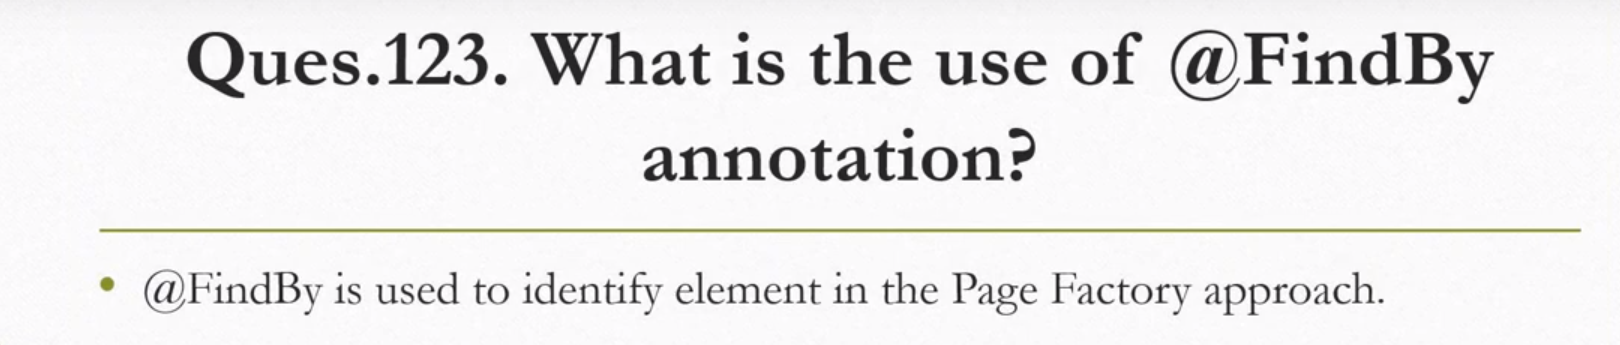 Ques.123. What is the use of @FindBy
annotation?
• @FindBy is used to identify element in the Page Factory approach.